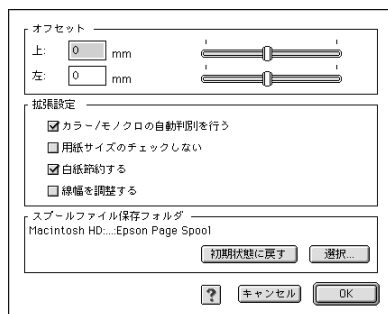 オフセット
上: 0 mm
左: 0 mm
拡張設定
カラー/モノクロの自動判別を行う
用紙サイズのチェックしない
白紙節約する
線幅を調整する
スプールファイル保存フォルダ
Macintosh HD:...:Epson Page Spool
初期状態に戻す 選択...
? キャンセル OK